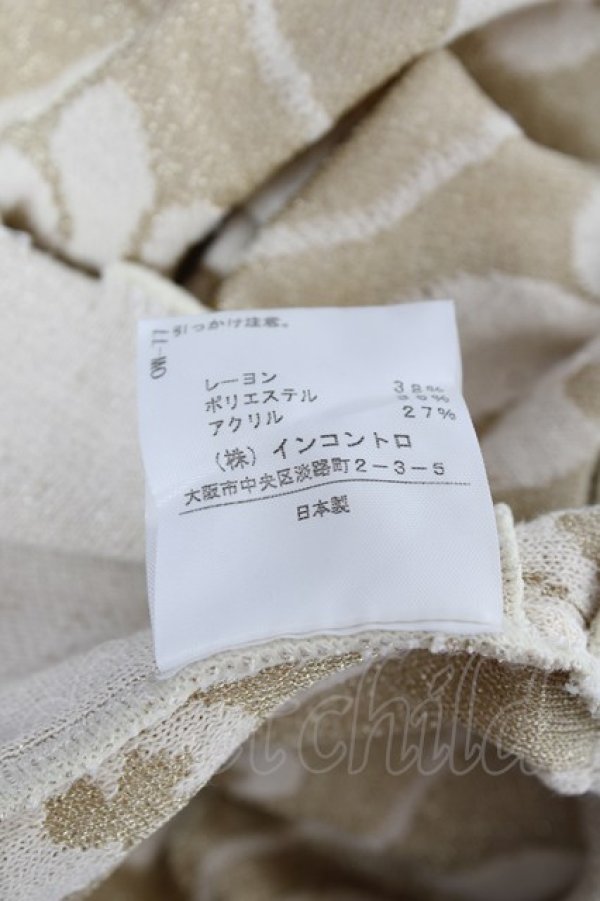 引っかけ注意。
レーヨン 38%
ポリエステル
アクリル 27%
(株) インコントロ
大阪市中央区淡路町2-3-5
日本製
child